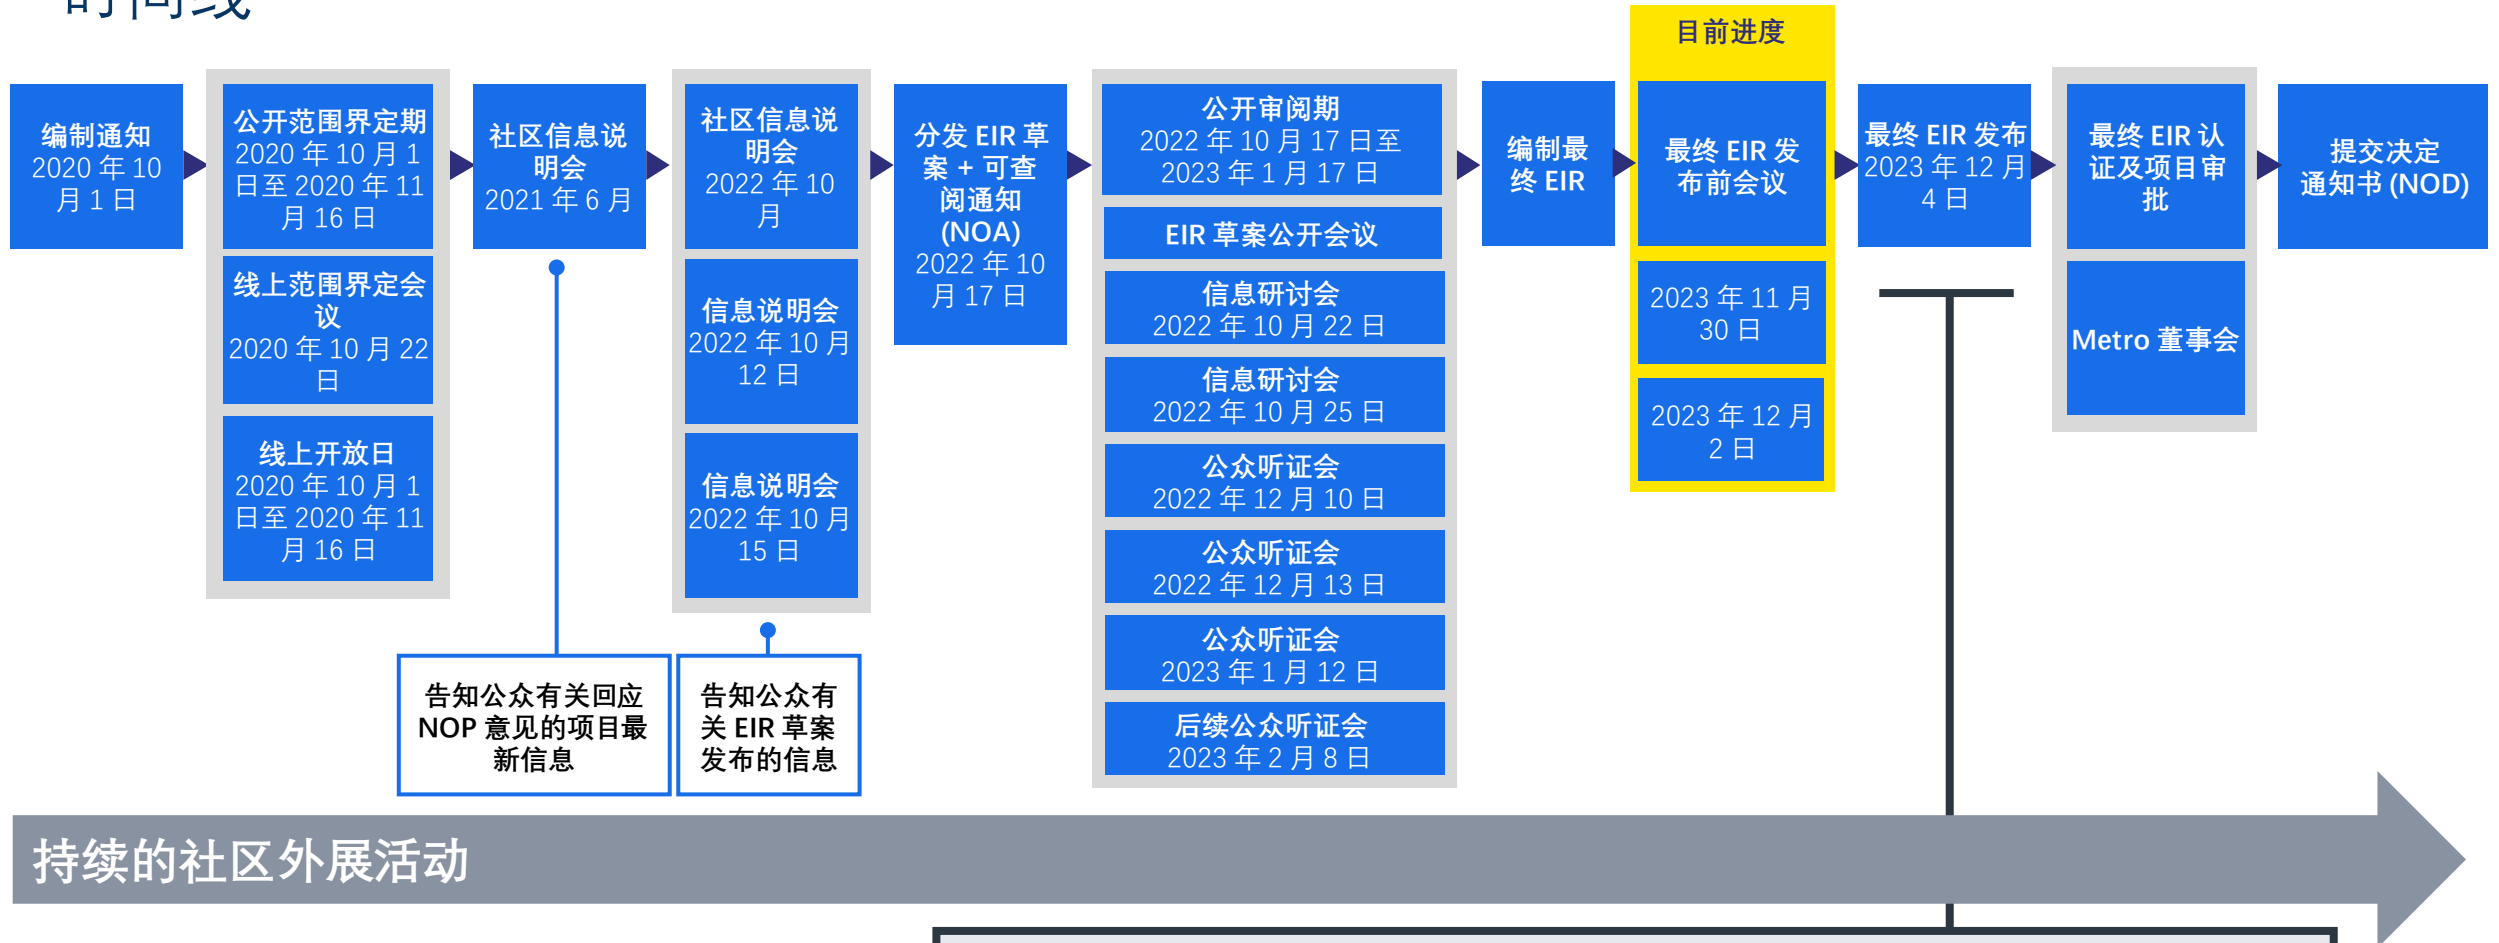 时间线
目前进度
编制通知
2020 年 10
月 1 日
公开范围界定期
2020 年 10 月 1
日至 2020 年 11
月 16 日
线上范围界定会
议
2020 年 10 月 22
日
线上开放日
2020 年 10 月 1
日至 2020 年 11
月 16 日
社区信息说
明会
2021 年 6 月
社区信息说
明会
2022 年 10
月
信息说明会
2022 年 10 月
12 日
信息说明会
2022 年 10 月
15 日
分发 EIR 草
案 + 可查
阅通知
(NOA)
2022 年 10
月 17 日
公开审阅期
2022 年 10 月 17 日至
2023 年 1 月 17 日
EIR 草案公开会议
信息研讨会
2022 年 10 月 22 日
信息研讨会
2022 年 10 月 25 日
公众听证会
2022 年 12 月 10 日
公众听证会
2022 年 12 月 13 日
公众听证会
2023 年 1 月 12 日
后续公众听证会
2023 年 2 月 8 日
编制最
终 EIR
最终 EIR 发
布前会议
2023 年 11 月
30 日
2023 年 12 月
2 日
最终 EIR 发布
2023 年 12 月
4 日
最终 EIR 认
证及项目审
批
Metro 董事会
提交决定
通知书 (NOD)
告知公众有关回应
NOP 意见的项目最
新信息
告知公众有
关 EIR 草案
发布的信息
持续的社区外展活动